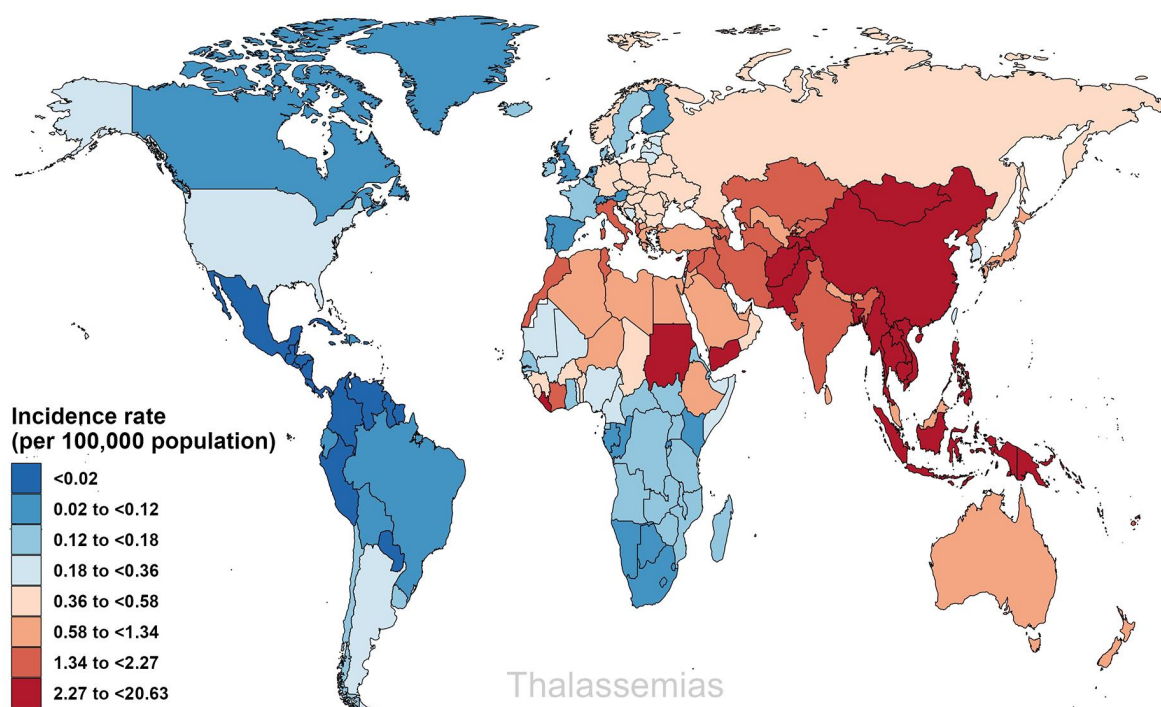 Incidence rate
(per 100,000 population)
<0.02
0.02 to <0.12
0.12 to <0.18
0.18 to <0.36
0.36 to <0.58
0.58 to <1.34
1.34 to <2.27
2.27 to <20.63
Thalassemias